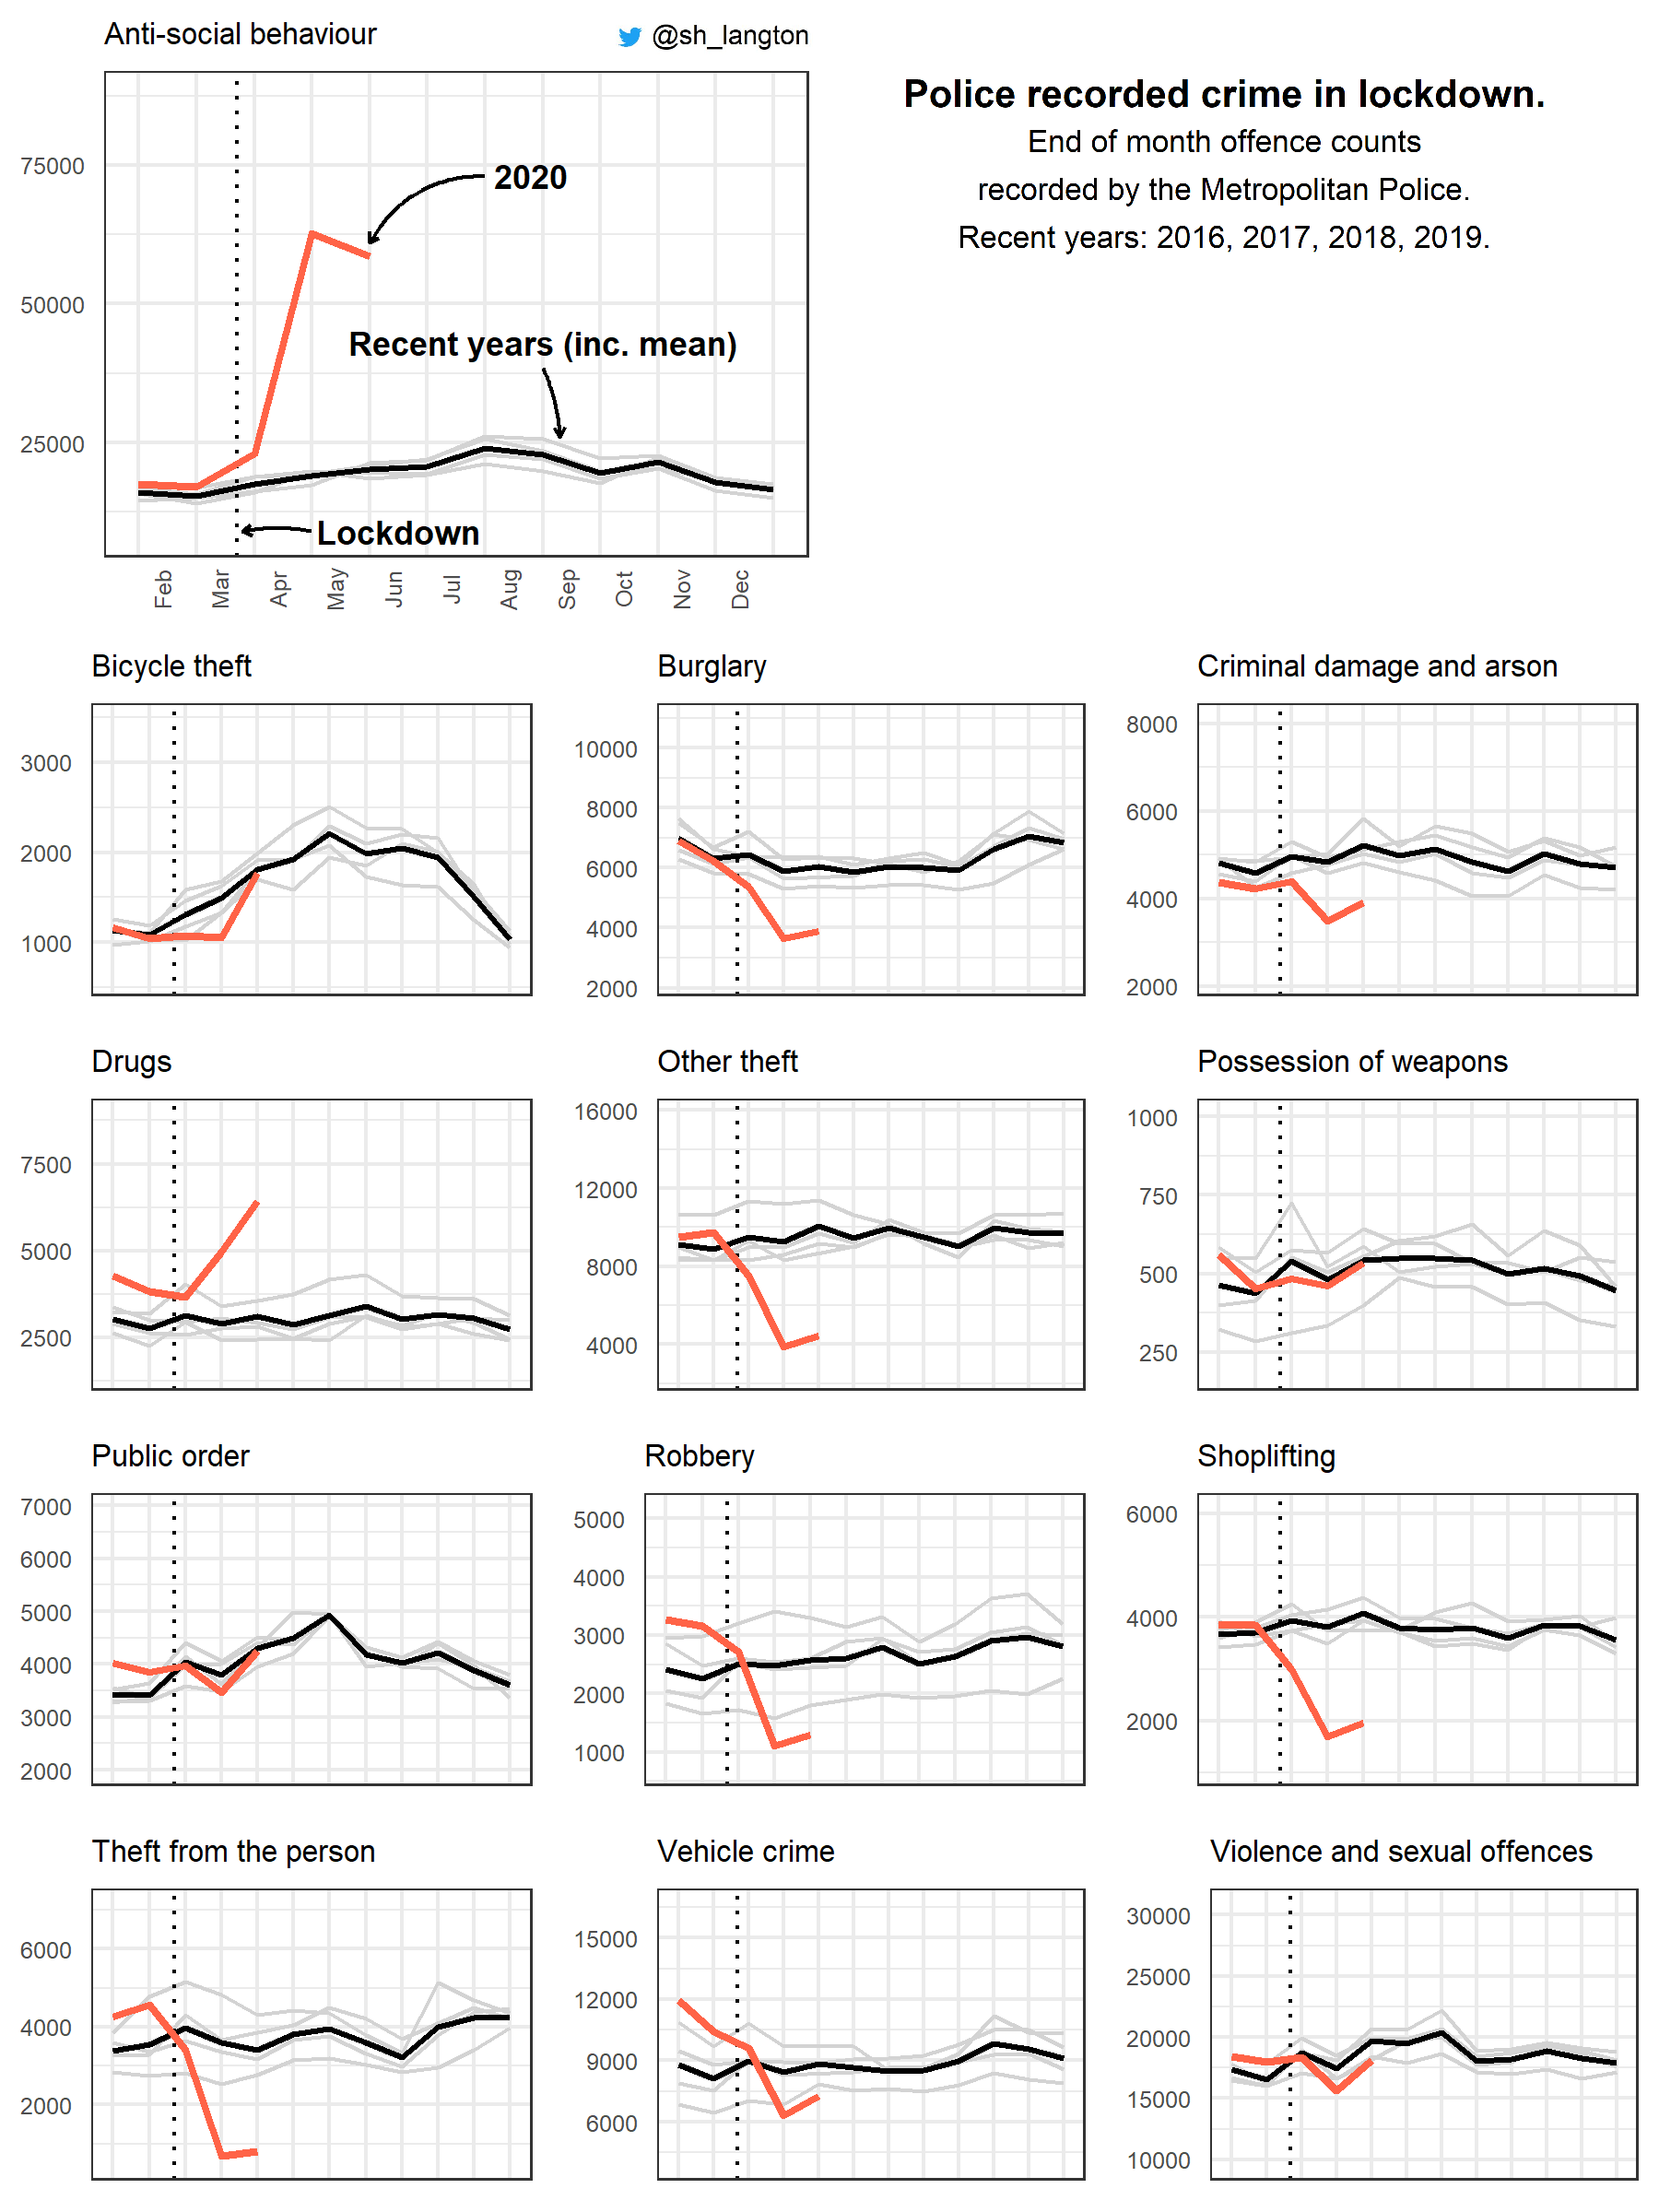 Anti-social behaviour
@sh_langton
Police recorded crime in lockdown.
End of month offence counts
recorded by the Metropolitan Police.
Recent years: 2016, 2017, 2018, 2019.
75000
50000
25000
2020
Recent years (inc. mean)
Lockdown
Feb
Mar
Apr
May
Jun
Jul
Aug
Sep
Oct
Nov
Dec
Bicycle theft
3000
2000
1000
Burglary
10000
8000
6000
4000
2000
Criminal damage and arson
8000
6000
4000
2000
Drugs
7500
5000
2500
Other theft
16000
12000
8000
4000
Possession of weapons
1000
750
500
250
Public order
7000
6000
5000
4000
3000
2000
Robbery
5000
4000
3000
2000
1000
Shoplifting
6000
4000
2000
Theft from the person
6000
4000
2000
Vehicle crime
15000
12000
9000
6000
Violence and sexual offences
30000
25000
20000
15000
10000